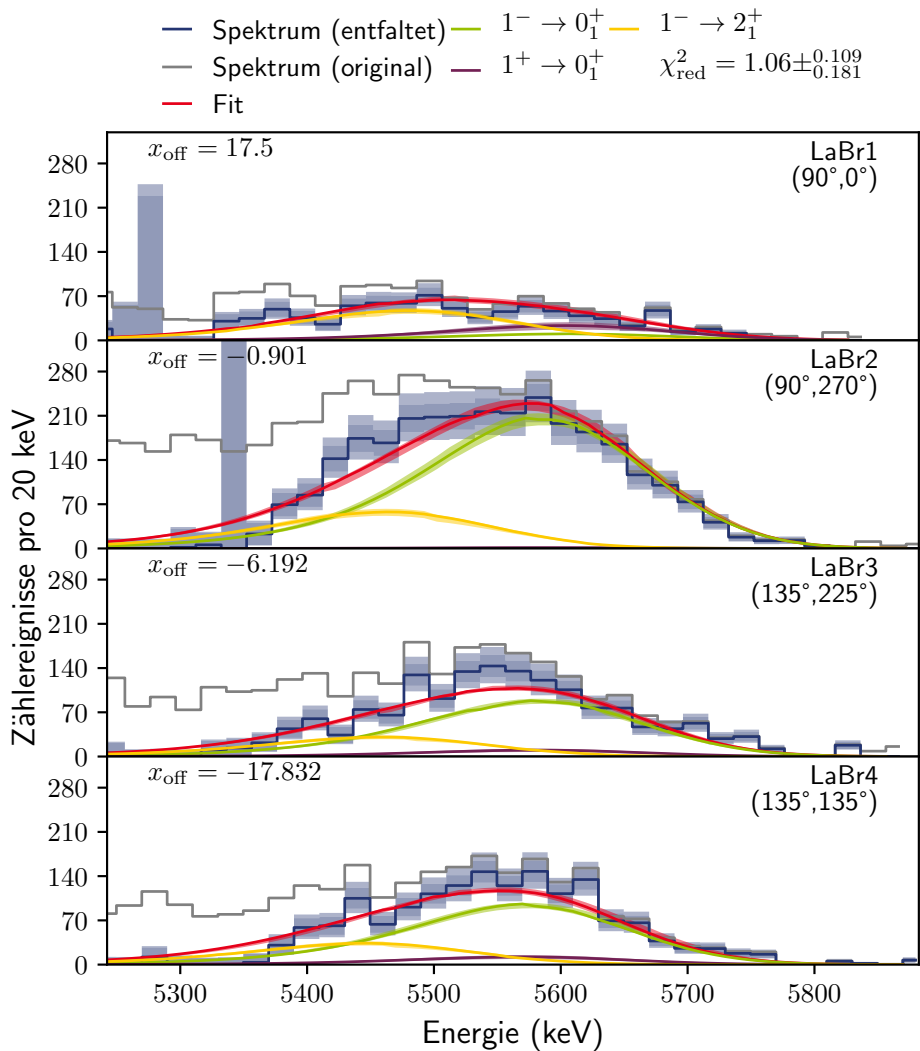 Spektrum (entfaltet) 1⁻ → 0₁⁺ 1⁻ → 2₁⁺
Spektrum (original) 1⁺ → 0₁⁺ χ²_red = 1.06±^0.109_0.181
Fit
x_off = 17.5
LaBr1
(90°,0°)
280
210
140
70
0
x_off = −0.901
LaBr2
(90°,270°)
280
210
140
70
0
x_off = −6.192
LaBr3
(135°,225°)
280
210
140
70
0
x_off = −17.832
LaBr4
(135°,135°)
280
210
140
70
0
Zählereignisse pro 20 keV
5300 5400 5500 5600 5700 5800
Energie (keV)